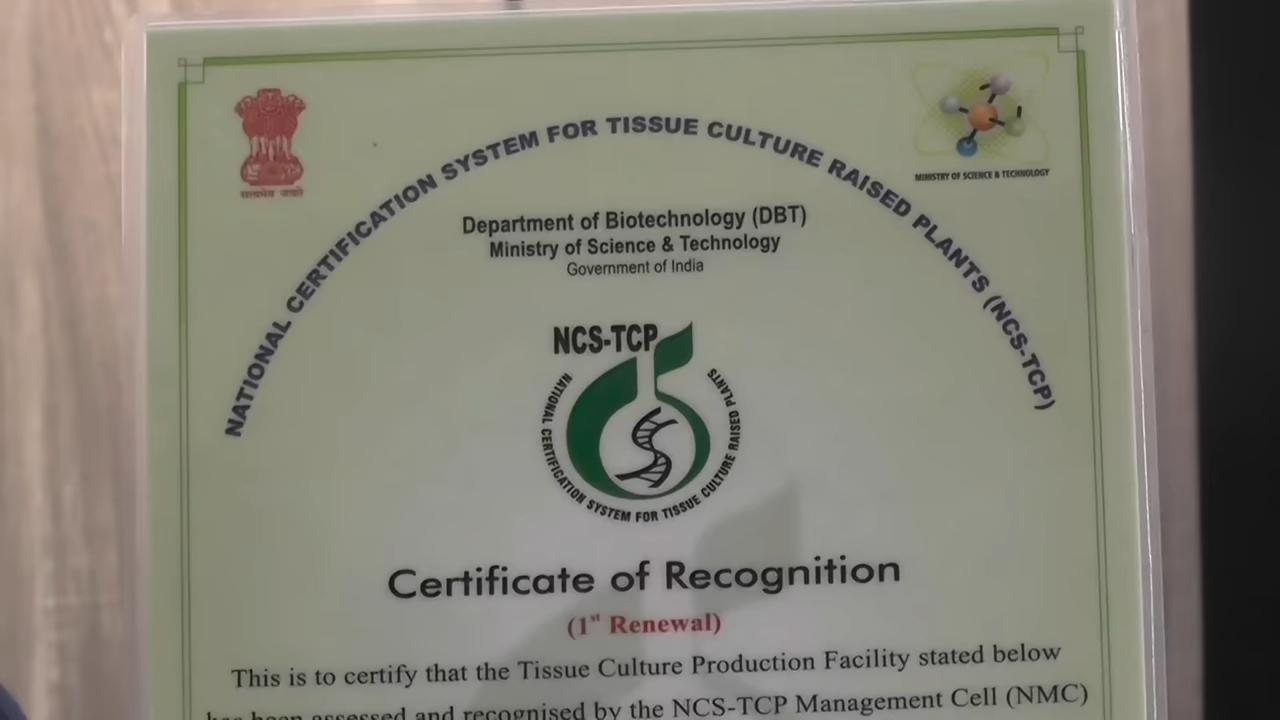 NATIONAL CERTIFICATION SYSTEM FOR TISSUE CULTURE RAISED PLANTS (NCS-TCP)
सत्यमेव जयते
MINISTRY OF SCIENCE & TECHNOLOGY
Department of Biotechnology (DBT)
Ministry of Science & Technology
Government of India
NCS-TCP
NATIONAL CERTIFICATION SYSTEM FOR TISSUE CULTURE RAISED PLANTS
Certificate of Recognition
(1st Renewal)
This is to certify that the Tissue Culture Production Facility stated below
has been assessed and recognised by the NCS-TCP Management Cell (NMC)